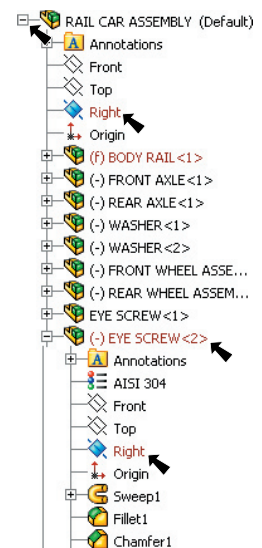 RAIL CAR ASSEMBLY (Default)
Annotations
Front
Top
Right
Origin
(f) BODY RAIL<1>
(-) FRONT AXLE<1>
(-) REAR AXLE<1>
(-) WASHER<1>
(-) WASHER<2>
(-) FRONT WHEEL ASSE...
(-) REAR WHEEL ASSEM...
EYE SCREW<1>
(-) EYE SCREW<2>
Annotations
AISI 304
Front
Top
Right
Origin
Sweep1
Fillet1
Chamfer1